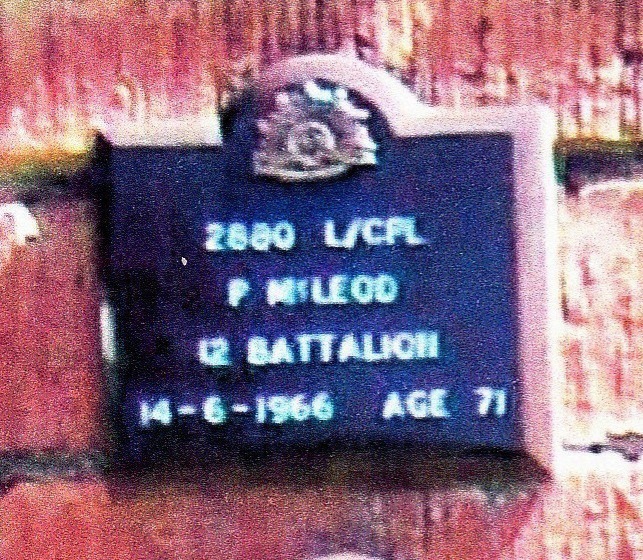 2880 L/CPL
P McLEOD
12 BATTALION
14-6-1966 AGE 71